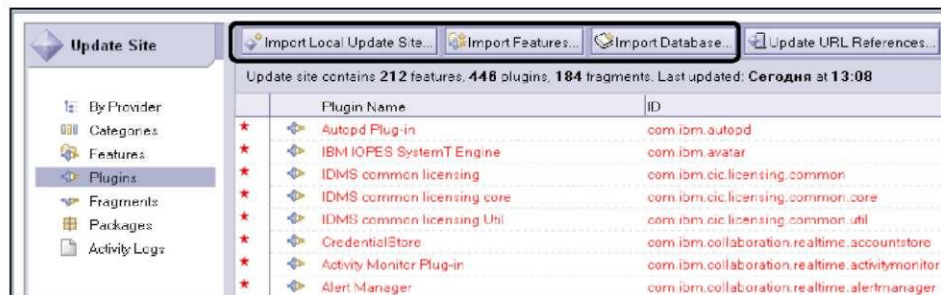 Update Site
Import Local Update Site... Import Features... Import Database... Update URL References...
Update site contains 212 features, 446 plugins, 184 fragments. Last updated: Сегодня at 13:08
By Provider
Categories
Features
Plugins
Fragments
Packages
Activity Logs
Plugin Name ID
Autopd Plug-in com.ibm.autopd
IBM IOPES SystemT Engine com.ibm.avatar
IDMS common licensing com.ibm.cic.licensing.common
IDMS common licensing core com.ibm.cic.licensing.common.core
IDMS common licensing Util com.ibm.cic.licensing.common.util
CredentialStore com.ibm.collaboration.realtime.accountstore
Activity Monitor Plug-in com.ibm.collaboration.realtime.activitymonitor
Alert Manager com.ibm.collaboration.realtime.alertmanager